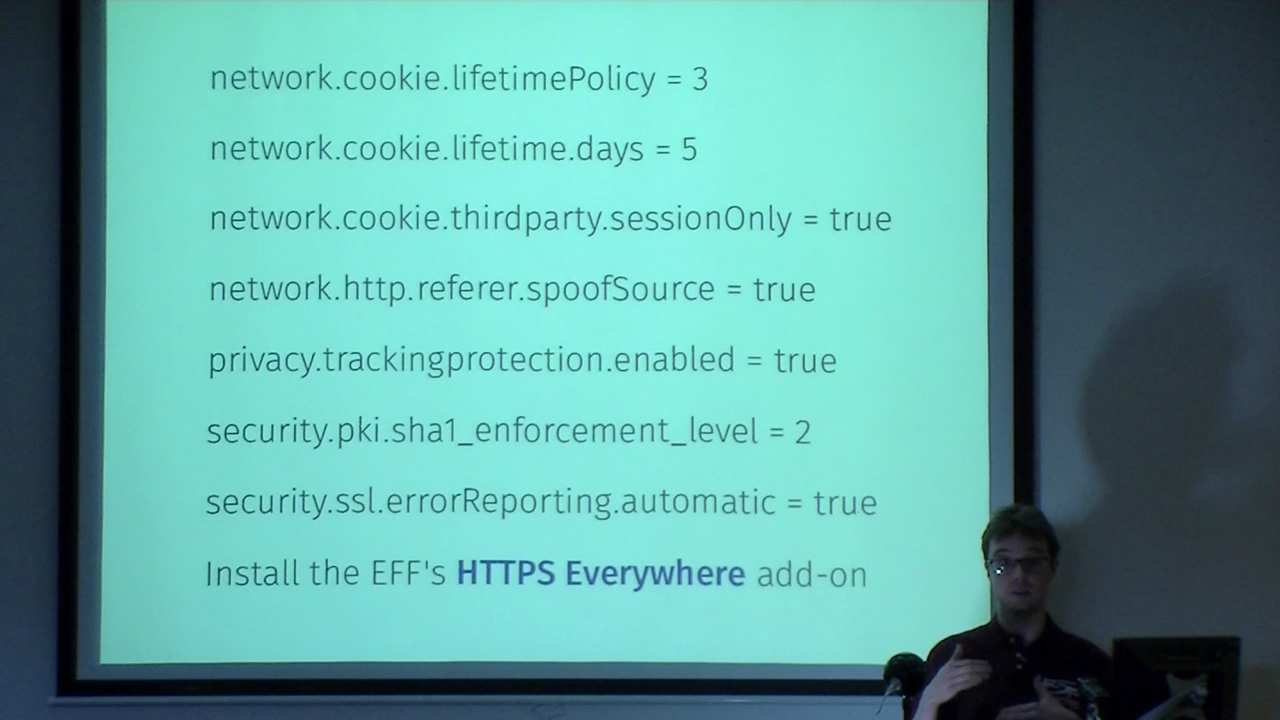 network.cookie.lifetimePolicy = 3
network.cookie.lifetime.days = 5
network.cookie.thirdparty.sessionOnly = true
network.http.referer.spoofSource = true
privacy.trackingprotection.enabled = true
security.pki.sha1_enforcement_level = 2
security.ssl.errorReporting.automatic = true
Install the EFF's HTTPS Everywhere add-on